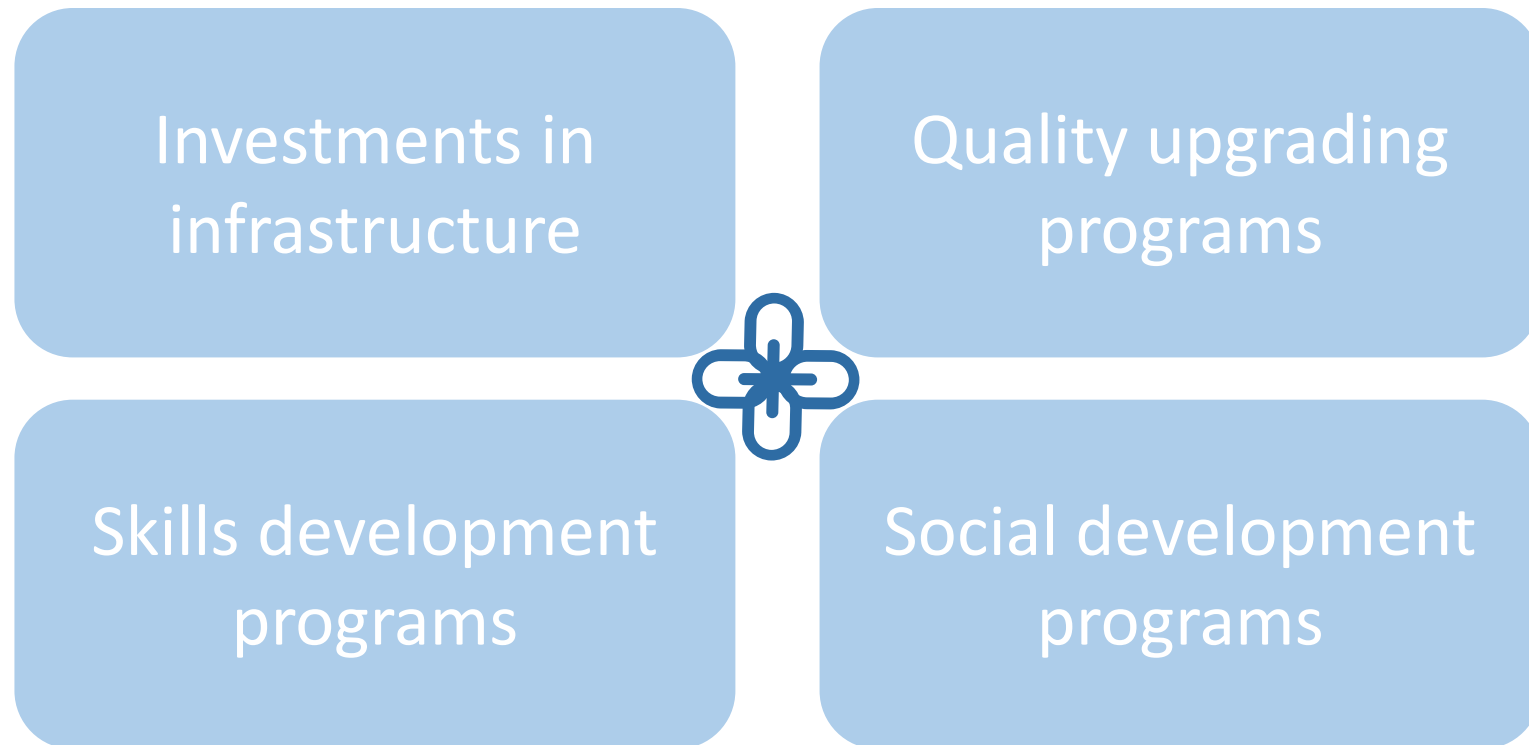 Investments in
infrastructure
Quality upgrading
programs
Skills development
programs
Social development
programs